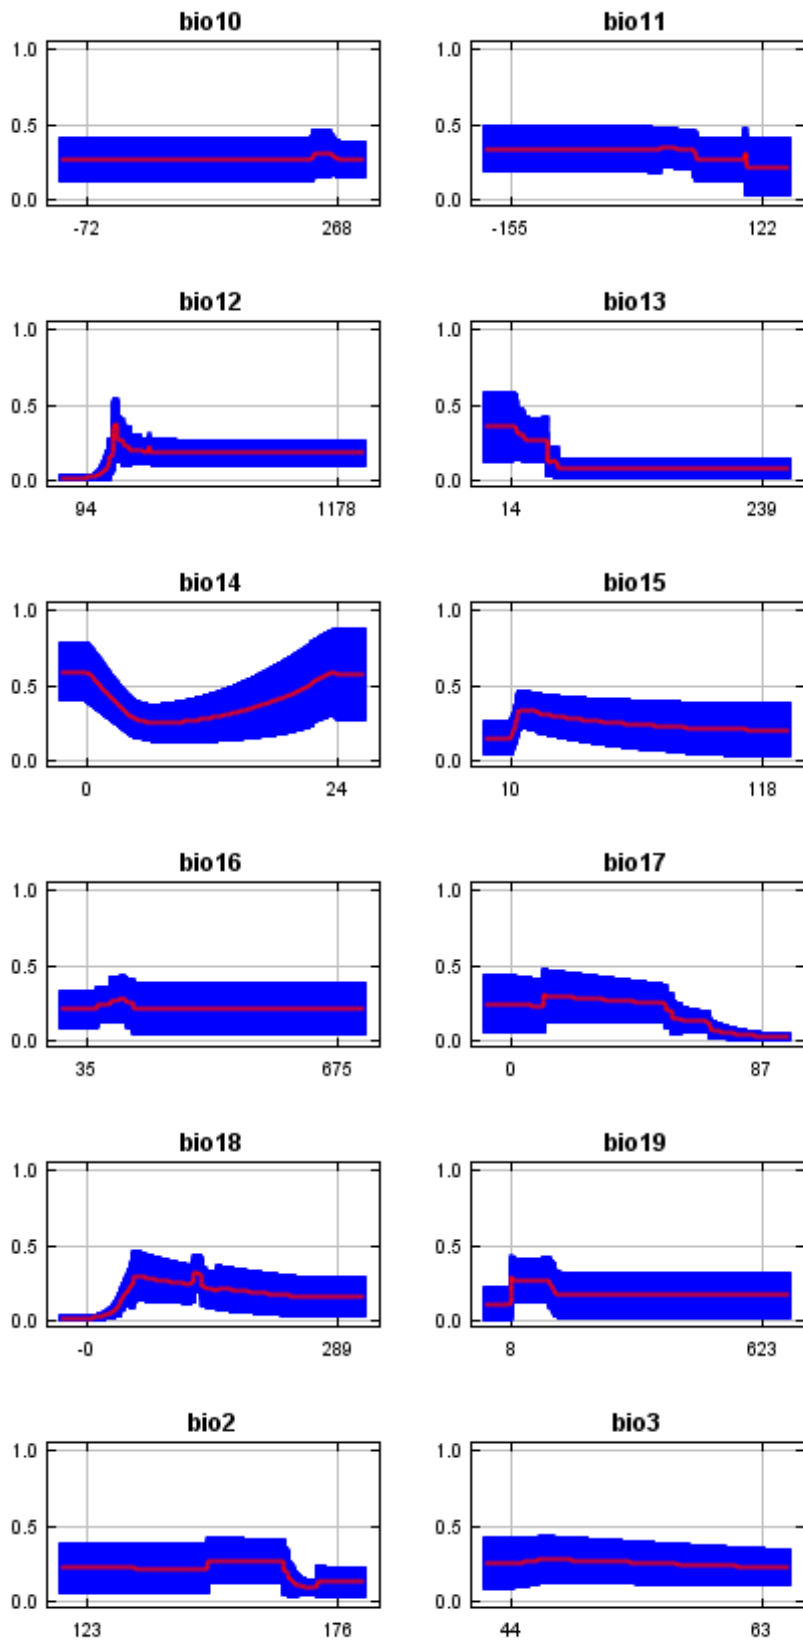 bio10 bio11
1.0 1.0
0.5 0.5
0.0 0.0
-72 268 -155 122
bio12 bio13
1.0 1.0
0.5 0.5
0.0 0.0
94 1178 14 239
bio14 bio15
1.0 1.0
0.5 0.5
0.0 0.0
0 24 10 118
bio16 bio17
1.0 1.0
0.5 0.5
0.0 0.0
35 675 0 87
bio18 bio19
1.0 1.0
0.5 0.5
0.0 0.0
-0 289 8 623
bio2 bio3
1.0 1.0
0.5 0.5
0.0 0.0
123 176 44 63